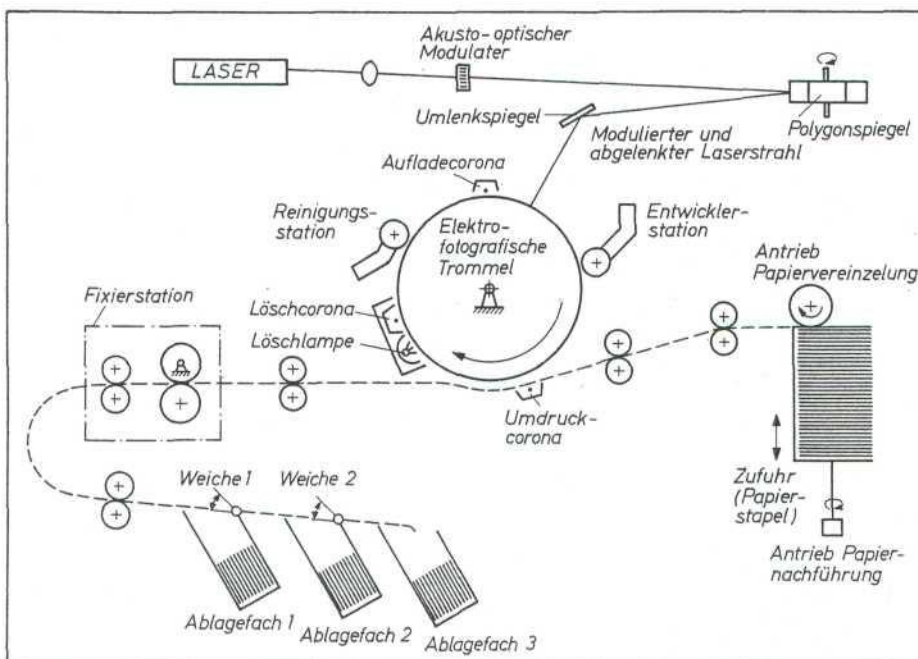 Akusto-optischer
Modulater
LASER
Umlenkspiegel
Polygonspiegel
Modulierter und
abgelenkter Laserstrahl
Aufladecorona
Reinigungs-
station
Elektro-
fotografische
Trommel
Entwickler-
station
Antrieb
Papiervereinzelung
Fixierstation
Löschcorona
Löschlampe
Umdruck-
corona
Weiche 1
Weiche 2
Zufuhr
(Papier-
stapel)
Antrieb Papier-
nachführung
Ablagefach 1
Ablagefach 2
Ablagefach 3